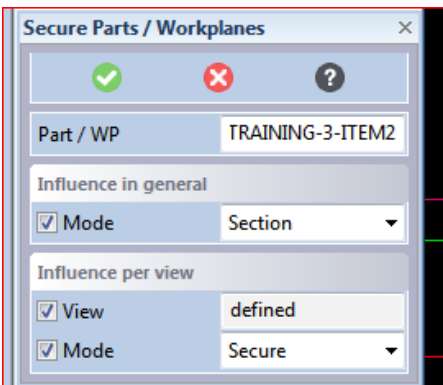 Secure Parts / Workplanes
Part / WP TRAINING-3-ITEM2
Influence in general
Mode Section
Influence per view
View defined
Mode Secure